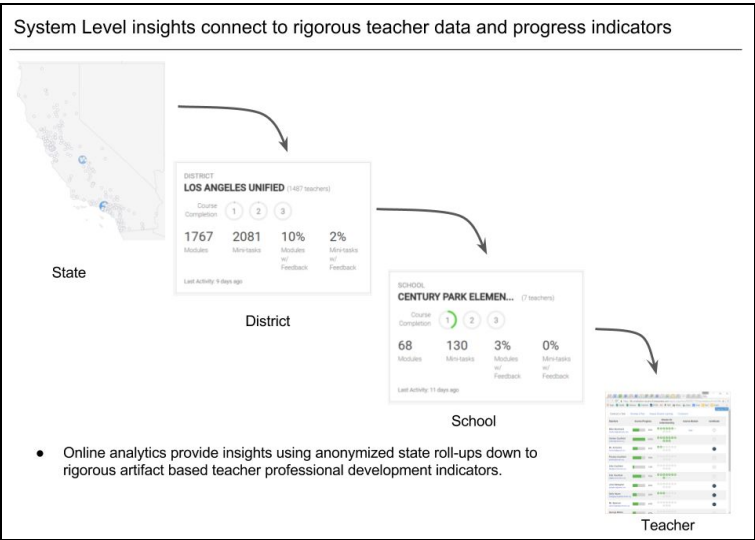 System Level insights connect to rigorous teacher data and progress indicators
State
DISTRICT
LOS ANGELES UNIFIED (1487 teachers)
Course
Completion
1 2 3
1767 2081 10% 2%
Modules Mini-tasks Modules w/ Feedback Mini-tasks w/ Feedback
Last Activity: 9 days ago
District
SCHOOL
CENTURY PARK ELEMEN... (7 teachers)
Course
Completion
1 2 3
68 130 3% 0%
Modules Mini-tasks Modules w/ Feedback Mini-tasks w/ Feedback
Last Activity: 11 days ago
School
● Online analytics provide insights using anonymized state roll-ups down to
rigorous artifact based teacher professional development indicators.
Teacher